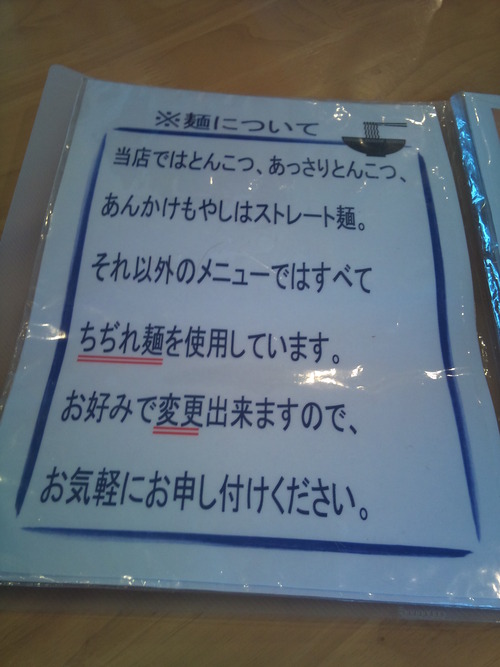 ※麺について
当店ではとんこつ、あっさりとんこつ、
あんかけもやしはストレート麺。
それ以外のメニューではすべて
ちぢれ麺を使用しています。
お好みで変更出来ますので、
お気軽にお申し付けください。